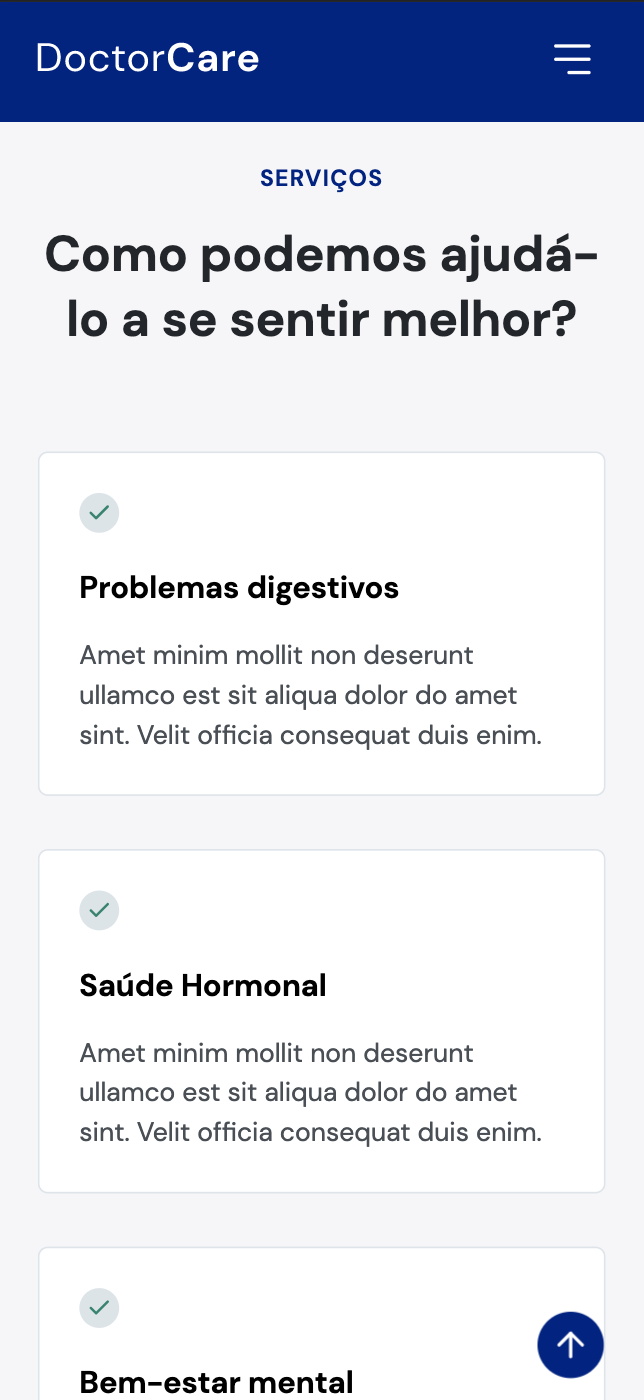 DoctorCare
SERVIÇOS
Como podemos ajudá-
lo a se sentir melhor?
Problemas digestivos
Amet minim mollit non deserunt
ullamco est sit aliqua dolor do amet
sint. Velit officia consequat duis enim.
Saúde Hormonal
Amet minim mollit non deserunt
ullamco est sit aliqua dolor do amet
sint. Velit officia consequat duis enim.
Bem-estar mental